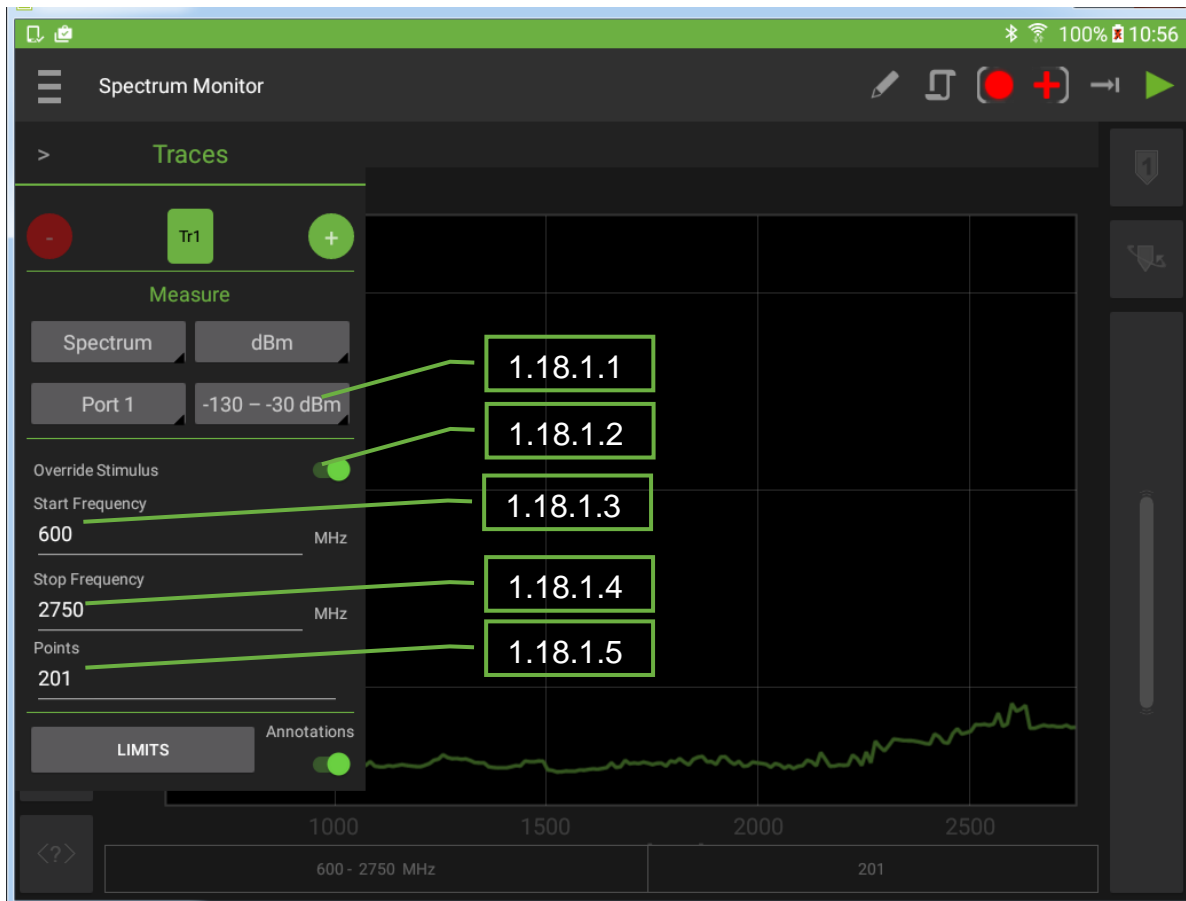 100% 10:56
Spectrum Monitor
> Traces
1
- Tr1 +
Measure
Spectrum dBm
1.18.1.1
Port 1 -130 – -30 dBm
1.18.1.2
Override Stimulus
Start Frequency
1.18.1.3
600 MHz
Stop Frequency
1.18.1.4
2750 MHz
Points
1.18.1.5
201
Annotations
LIMITS
1000 1500 2000 2500
<?>
600 - 2750 MHz 201